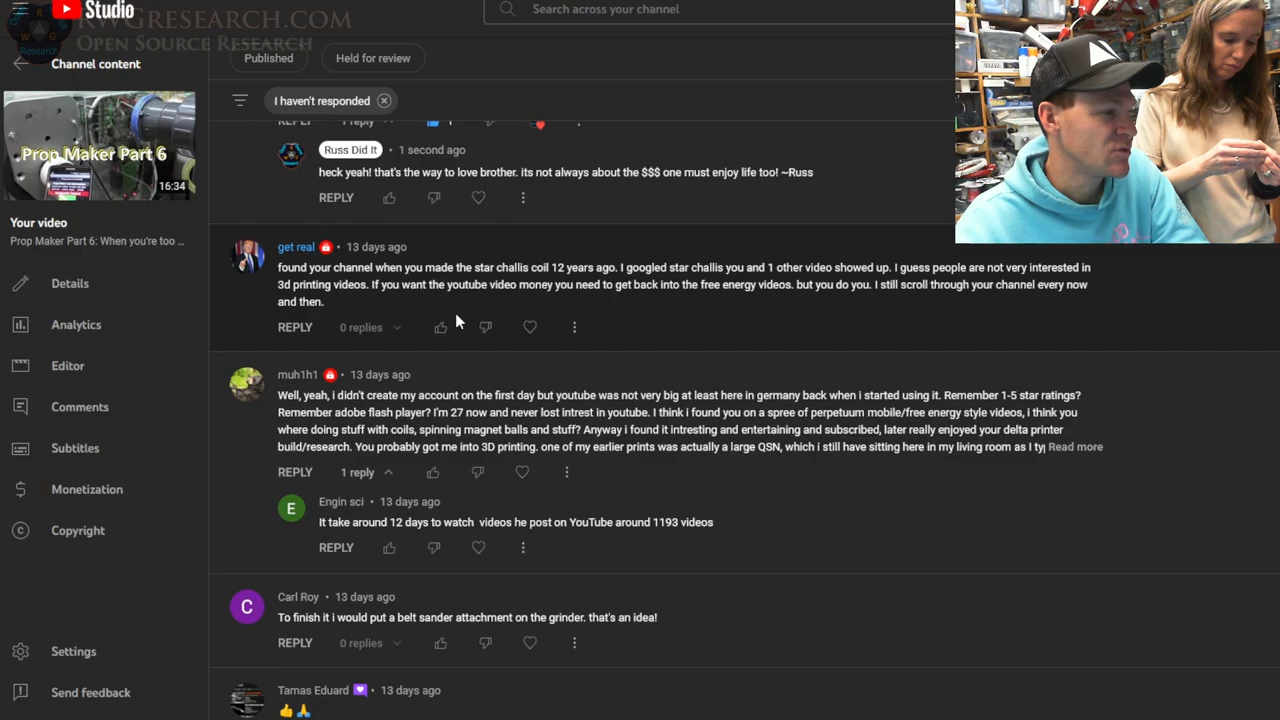 RWGRESEARCH.COM
OPEN SOURCE RESEARCH
R
W G
Research
Studio
Search across your channel
Channel content
Published
Held for review
I haven't responded
Prop Maker Part 6
16:34
Your video
Prop Maker Part 6: When you're too ...
Details
Analytics
Editor
Comments
Subtitles
Monetization
Copyright
Settings
Send feedback
REPLY 1 reply 1
Russ Did It • 1 second ago
heck yeah! that's the way to love brother. its not always about the $$$ one must enjoy life too! ~Russ
REPLY
get real • 13 days ago
found your channel when you made the star challis coil 12 years ago. I googled star challis you and 1 other video showed up. I guess people are not very interested in
3d printing videos. If you want the youtube video money you need to get back into the free energy videos. but you do you. I still scroll through your channel every now
and then.
REPLY 0 replies
muh1h1 • 13 days ago
Well, yeah, i didn't create my account on the first day but youtube was not very big at least here in germany back when i started using it. Remember 1-5 star ratings?
Remember adobe flash player? I'm 27 now and never lost intrest in youtube. I think i found you on a spree of perpetuum mobile/free energy style videos, i think you
where doing stuff with coils, spinning magnet balls and stuff? Anyway i found it intresting and entertaining and subscribed, later really enjoyed your delta printer
build/research. You probably got me into 3D printing. one of my earlier prints was actually a large QSN, which i still have sitting here in my living room as I ty Read more
REPLY 1 reply
E
Engin sci • 13 days ago
It take around 12 days to watch videos he post on YouTube around 1193 videos
REPLY
C
Carl Roy • 13 days ago
To finish it i would put a belt sander attachment on the grinder. that's an idea!
REPLY 0 replies
Tamas Eduard • 13 days ago
👍🙏